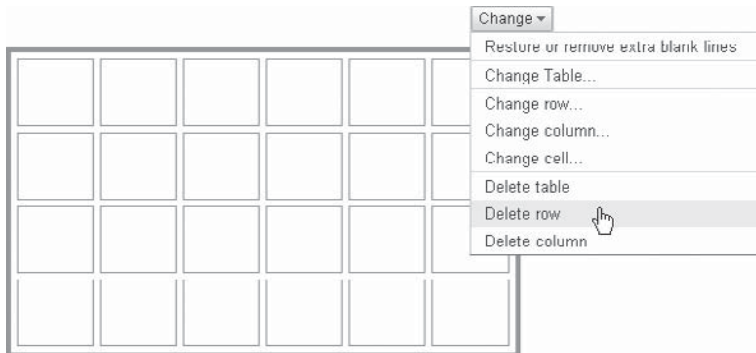 Change
Restore or remove extra blank lines
Change Table...
Change row...
Change column...
Change cell...
Delete table
Delete row
Delete column